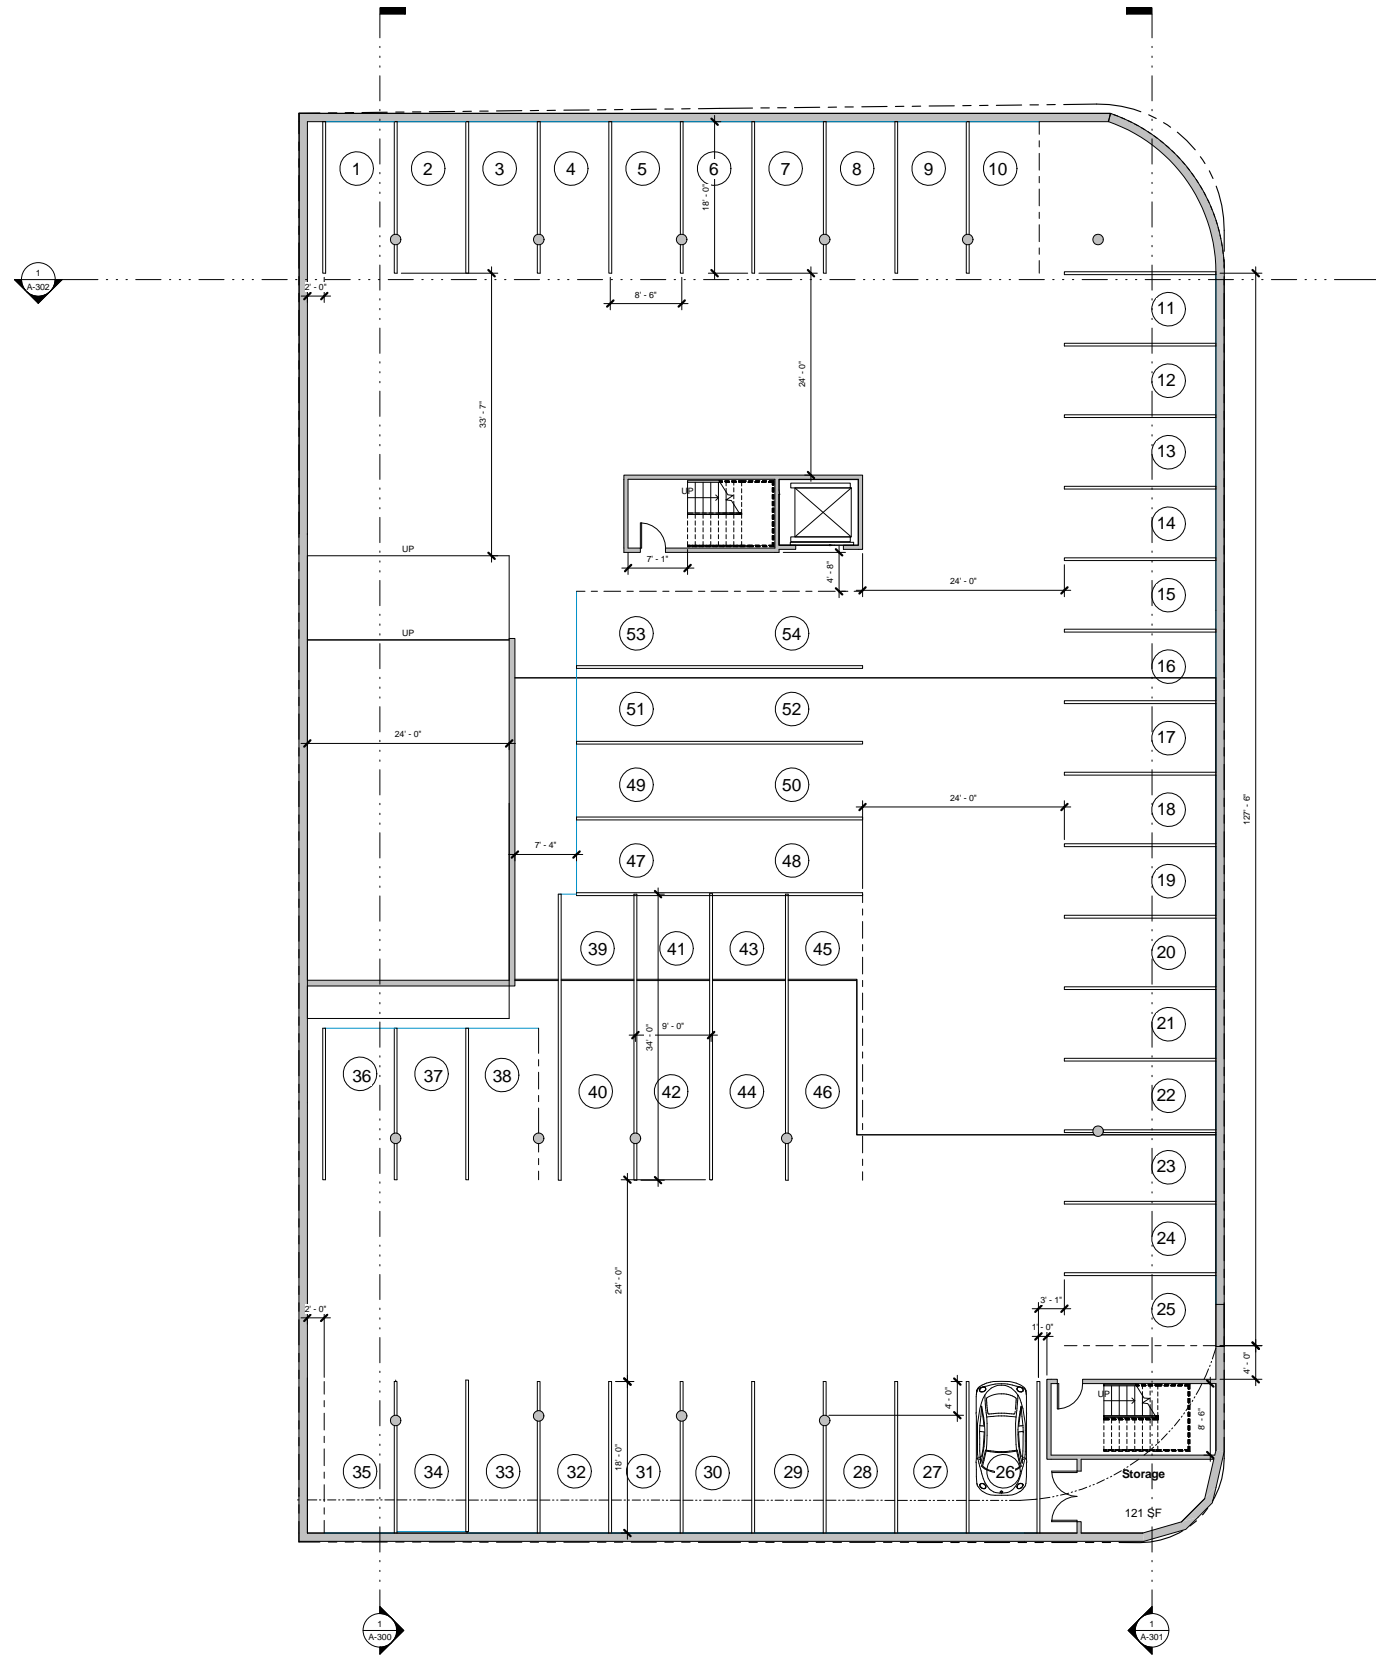 1 2 3 4 5 6 7 8 9 10
18' - 0"
1
A-302
2' - 0"
8' - 6"
11
12
24' - 0"
33' - 7"
13
UP
14
UP
7' - 1"
4' - 8"
24' - 0"
15
53 54
UP
16
51 52
24' - 0"
17
49 50
24' - 0"
18
127' - 6"
7' - 4"
47 48
19
39 41 43 45
20
9' - 0"
34' - 0"
21
36 37 38
40 42 44 46
22
23
24
24' - 0"
2' - 0"
3' - 1"
25
1' - 0"
4' - 0"
4' - 0"
UP
8' - 6"
18' - 0"
35 34 33 32 31 30 29 28 27 26
Storage
121 SF
1
A-300
1
A-301